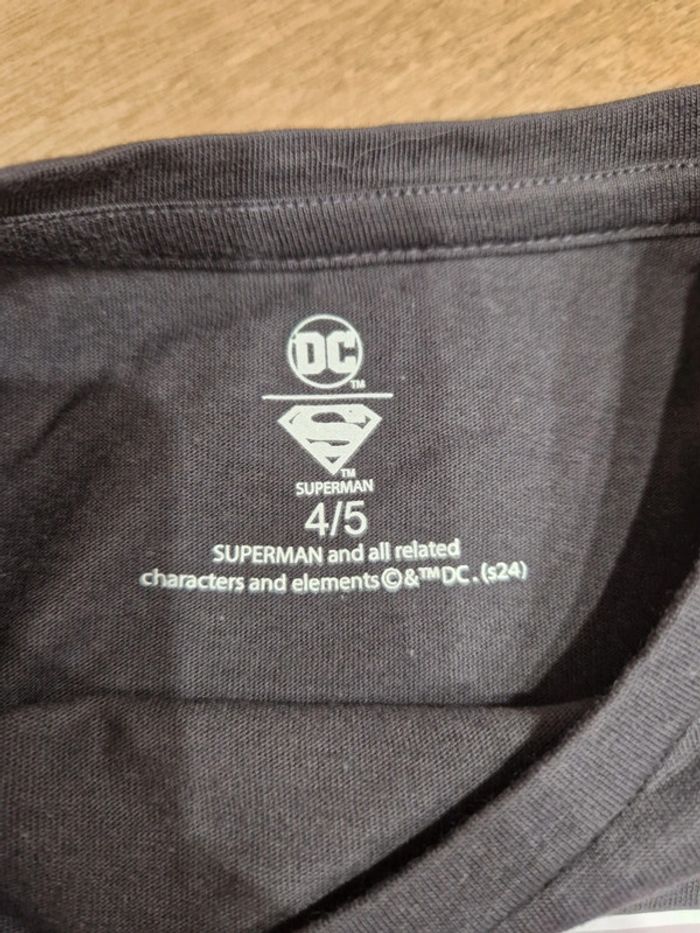 DC
TM
S
TM
SUPERMAN
4/5
SUPERMAN and all related
characters and elements ©&™DC. (s24)